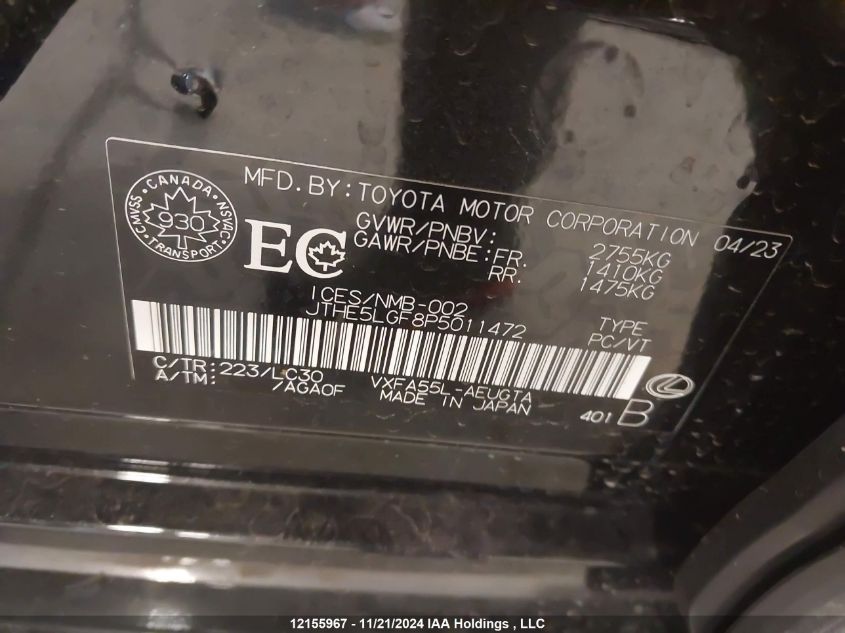 MFD. BY: TOYOTA MOTOR CORPORATION 04/23
CMVSS · CANADA · NSVAC
930
TRANSPORT
EC
GVWR/PNBV: 2755KG
GAWR/PNBE: FR. 1410KG
RR. 1475KG
ICES/NMB-002
JTHE5LGF8P5011472
TYPE
PC/VT
C/TR: 223/LC30 VXFA55L-AEUGTA
A/TM: /AGA0F MADE IN JAPAN
401 B
12155967 - 11/21/2024 IAA Holdings , LLC